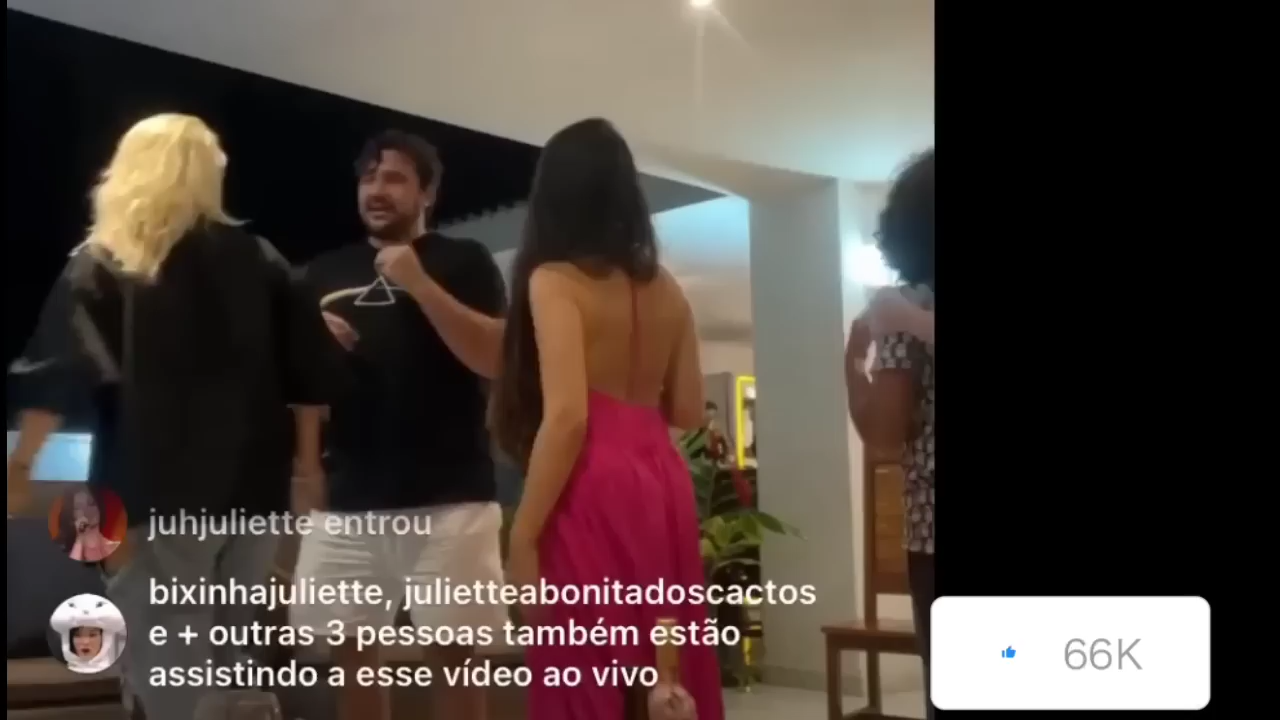 juhjuliette entrou
bixinhajuliette, julietteabonitadoscactos
e + outras 3 pessoas também estão
assistindo a esse vídeo ao vivo
66K